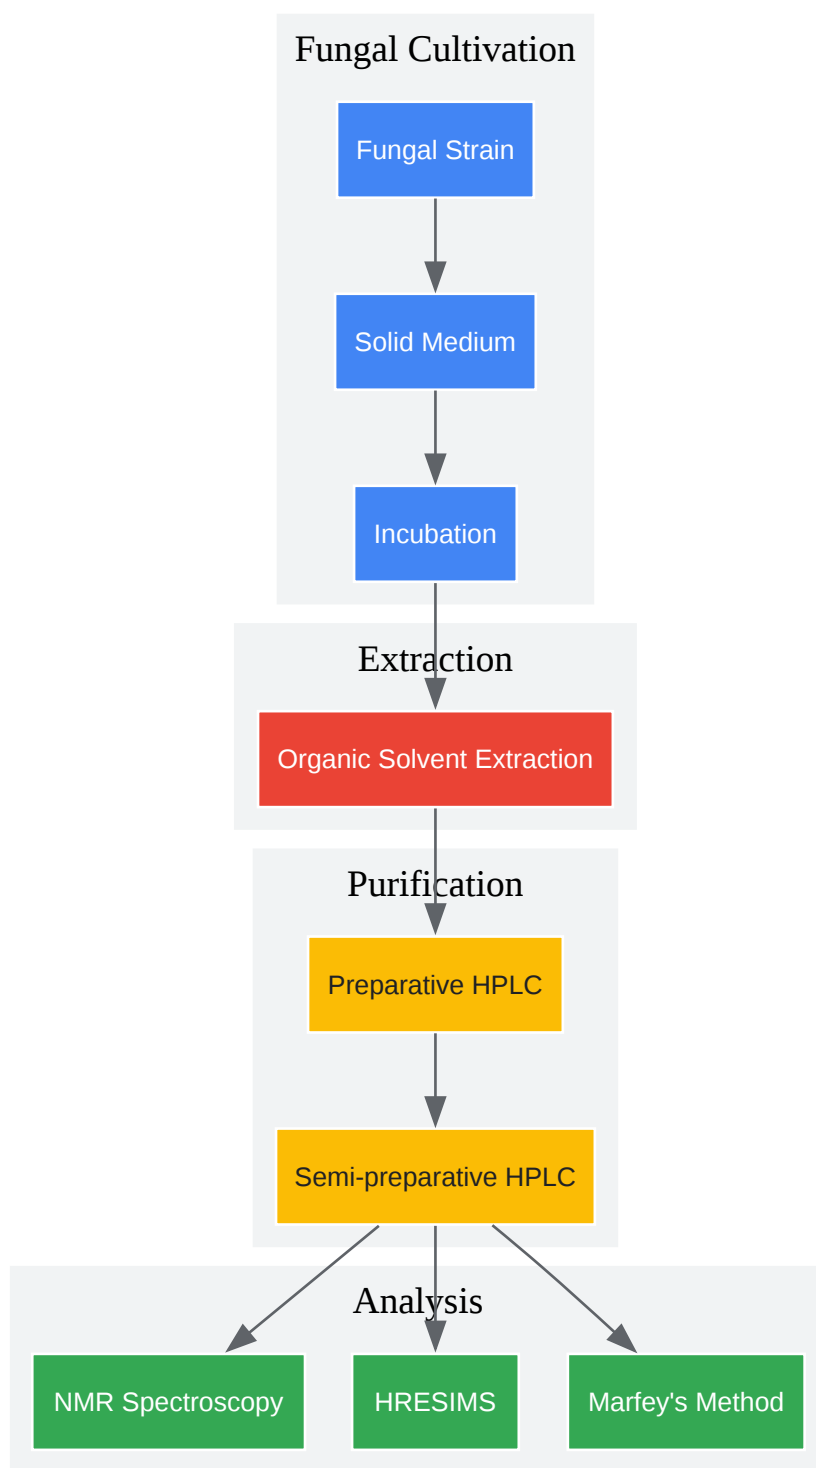 Fungal Cultivation
Fungal Strain
Solid Medium
Incubation
Extraction
Organic Solvent Extraction
Purification
Preparative HPLC
Semi-preparative HPLC
Analysis
NMR Spectroscopy
HRESIMS
Marfey's Method